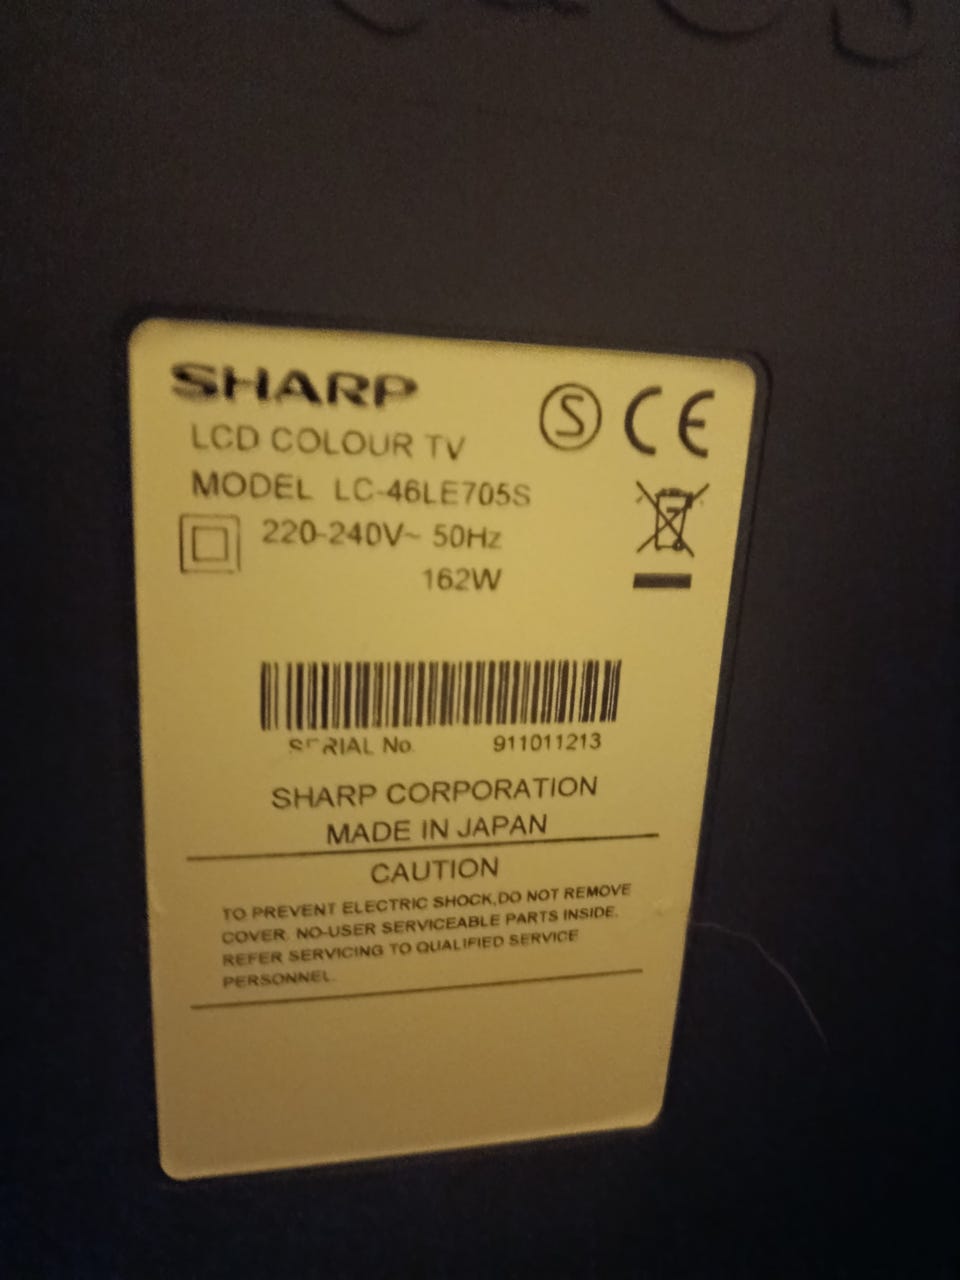 SHARP
LCD COLOUR TV
MODEL LC-46LE705S
220-240V~ 50Hz
162W
S CE
SERIAL No. 911011213
SHARP CORPORATION
MADE IN JAPAN
CAUTION
TO PREVENT ELECTRIC SHOCK,DO NOT REMOVE
COVER. NO-USER SERVICEABLE PARTS INSIDE.
REFER SERVICING TO QUALIFIED SERVICE
PERSONNEL.